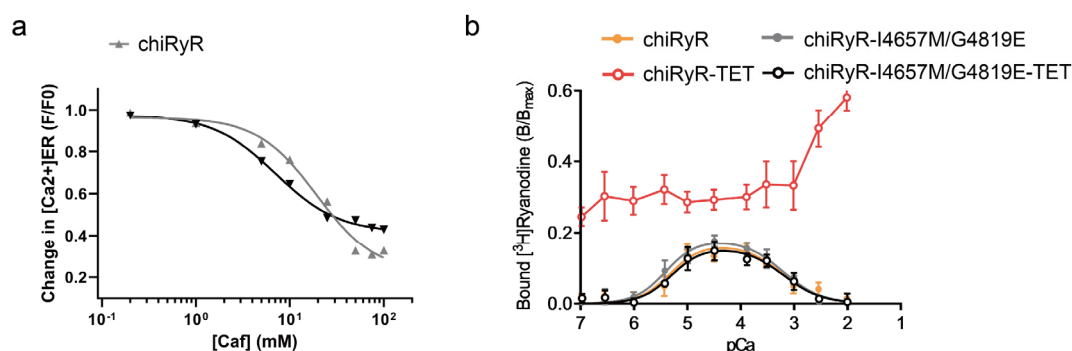 a
chiRyR
Change in [Ca2+]ER (F/F0)
1.0
0.8
0.6
0.4
0.2
10-1
100
101
102
[Caf] (mM)
b
chiRyR
chiRyR-I4657M/G4819E
chiRyR-TET
chiRyR-I4657M/G4819E-TET
Bound [3H]Ryanodine (B/Bmax)
0.6
0.4
0.2
0.0
7
6
5
4
3
2
1
pCa